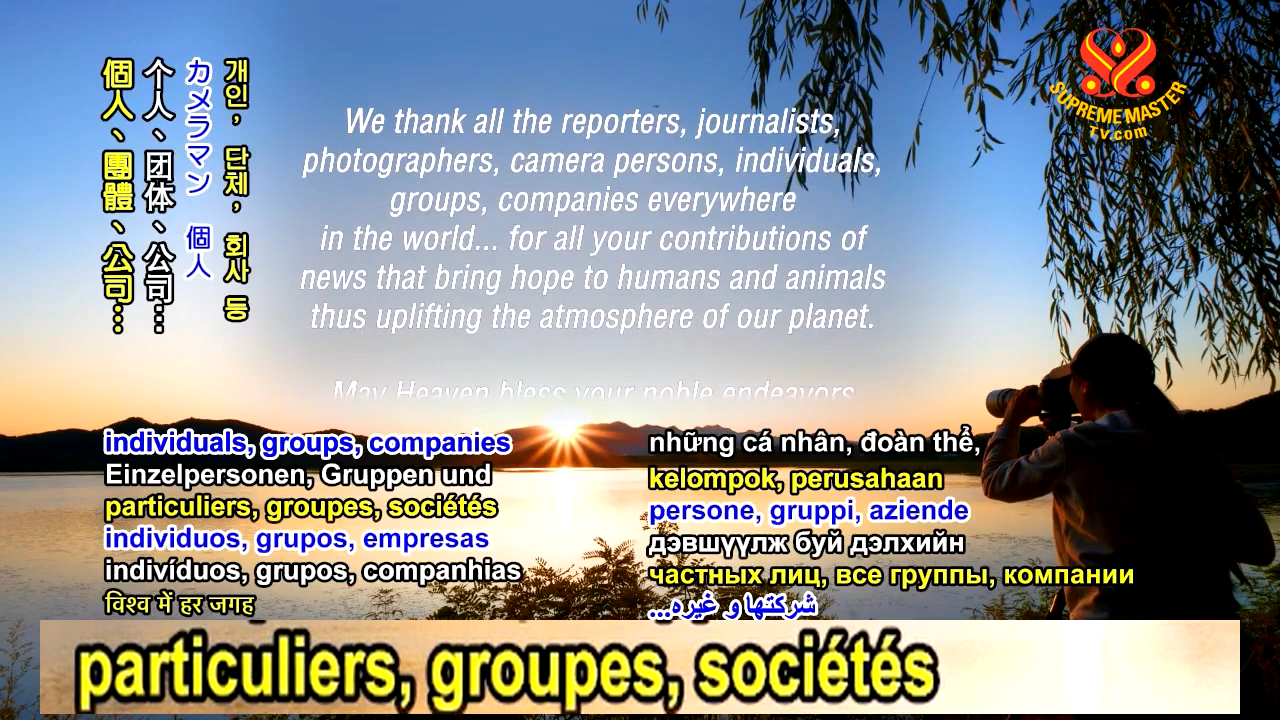 個人、團體、公司…
个人、团体、公司…
カメラマン 個人
개인, 단체, 회사 등
SUPREME MASTER
TV.com
We thank all the reporters, journalists,
photographers, camera persons, individuals,
groups, companies everywhere
in the world... for all your contributions of
news that bring hope to humans and animals
thus uplifting the atmosphere of our planet.
May Heaven bless your noble endeavors
individuals, groups, companies
Einzelpersonen, Gruppen und
particuliers, groupes, sociétés
individuos, grupos, empresas
indivíduos, grupos, companhias
विश्व में हर जगह
những cá nhân, đoàn thể,
kelompok, perusahaan
persone, gruppi, aziende
дэвшүүлж буй дэлхийн
частных лиц, все группы, компании
شرکتها و غیره...
particuliers, groupes, sociétés